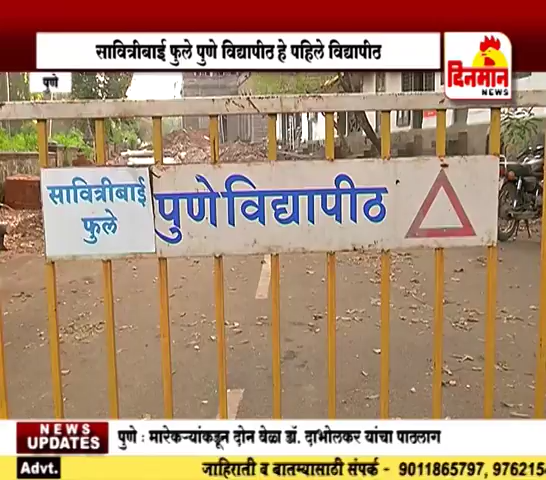 सावित्रीबाई फुले पुणे विद्यापीठ हे पहिले विद्यापीठ
दिनमान
NEWS
पुणे
सावित्रीबाई
फुले
पुणे विद्यापीठ
NEWS
UPDATES
पुणे : मारेकऱ्यांकडून दोन वेळा डॉ. दाभोलकर यांचा पाठलाग
Advt.
जाहिराती व बातम्यासाठी संपर्क - 9011865797, 976215